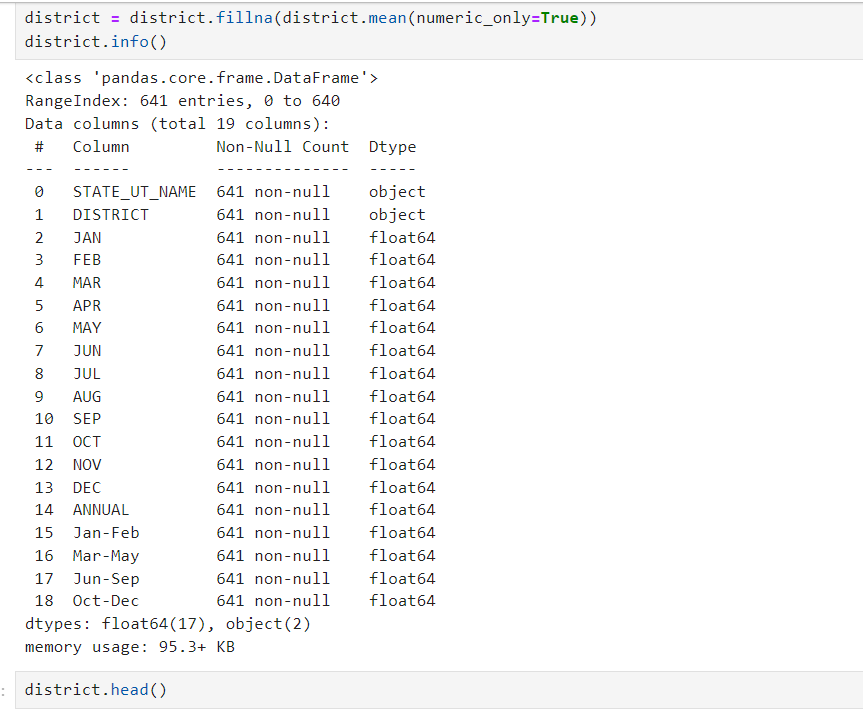 district = district.fillna(district.mean(numeric_only=True))
district.info()
<class 'pandas.core.frame.DataFrame'>
RangeIndex: 641 entries, 0 to 640
Data columns (total 19 columns):
 #   Column         Non-Null Count  Dtype
---  ------         --------------  -----
 0   STATE_UT_NAME  641 non-null    object
 1   DISTRICT       641 non-null    object
 2   JAN            641 non-null    float64
 3   FEB            641 non-null    float64
 4   MAR            641 non-null    float64
 5   APR            641 non-null    float64
 6   MAY            641 non-null    float64
 7   JUN            641 non-null    float64
 8   JUL            641 non-null    float64
 9   AUG            641 non-null    float64
 10  SEP            641 non-null    float64
 11  OCT            641 non-null    float64
 12  NOV            641 non-null    float64
 13  DEC            641 non-null    float64
 14  ANNUAL         641 non-null    float64
 15  Jan-Feb        641 non-null    float64
 16  Mar-May        641 non-null    float64
 17  Jun-Sep        641 non-null    float64
 18  Oct-Dec        641 non-null    float64
dtypes: float64(17), object(2)
memory usage: 95.3+ KB
: district.head()